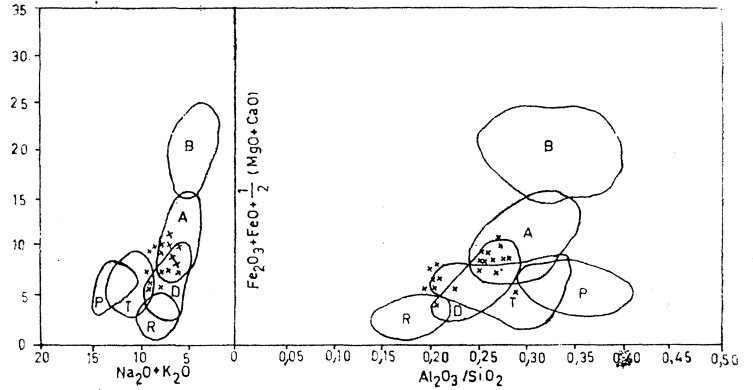 35
30
25
20
15
10
5
0
B
A
P
T
D
R
20 15 10 5 0
Na2O+K2O
Fe2O3+FeO+1/2 (MgO+CaO)
B
A
R
D
T
P
0,05 0,10 0,15 0,20 0,25 0,30 0,35 0,45 0,50
Al2O3/SiO2